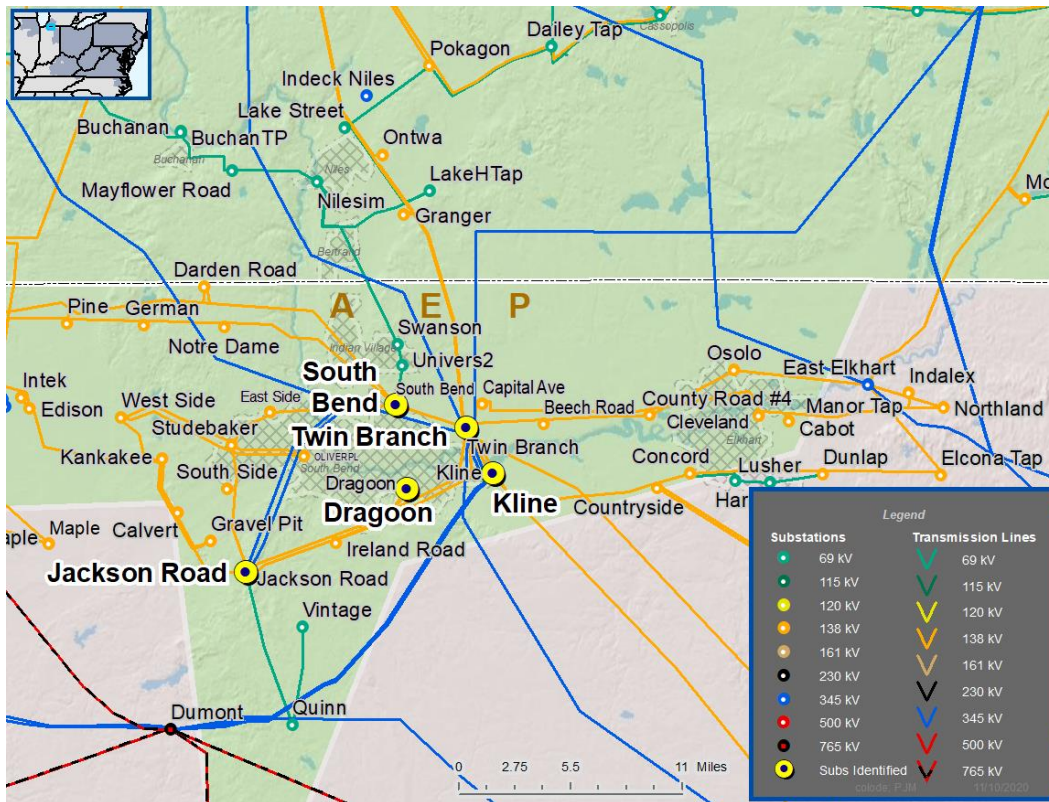 Cassopolis
Dailey Tap
Pokagon
Indeck Niles
Lake Street
Buchanan
BuchanTP
Buchanan
Ontwa
Mayflower Road
Niles
LakeHTap
Nilesim
Granger
Bertrand
Darden Road
A E P
Pine
German
Notre Dame
Swanson
Indian Village
Univers2
South
Bend
South Bend
Capital Ave
Osolo
East Elkhart
Indalex
Intek
Edison
West Side
East Side
Beech Road
County Road #4
Manor Tap
Northland
Studebaker
Twin Branch
Twin Branch
Cleveland
Elkhart
Cabot
Kankakee
OLIVERPL
South Bend
South Side
Kline
Concord
Lusher
Dunlap
Elcona Tap
Dragoon
Dragoon
Kline
Countryside
Har
Maple
Calvert
Gravel Pit
Ireland Road
Jackson Road
Jackson Road
Vintage
Dumont
Quinn
0 2.75 5.5 11 Miles
Legend
Substations
Transmission Lines
69 kV
69 kV
115 kV
115 kV
120 kV
120 kV
138 kV
138 kV
161 kV
161 kV
230 kV
230 kV
345 kV
345 kV
500 kV
500 kV
765 kV
765 kV
Subs Identified
11/10/2020